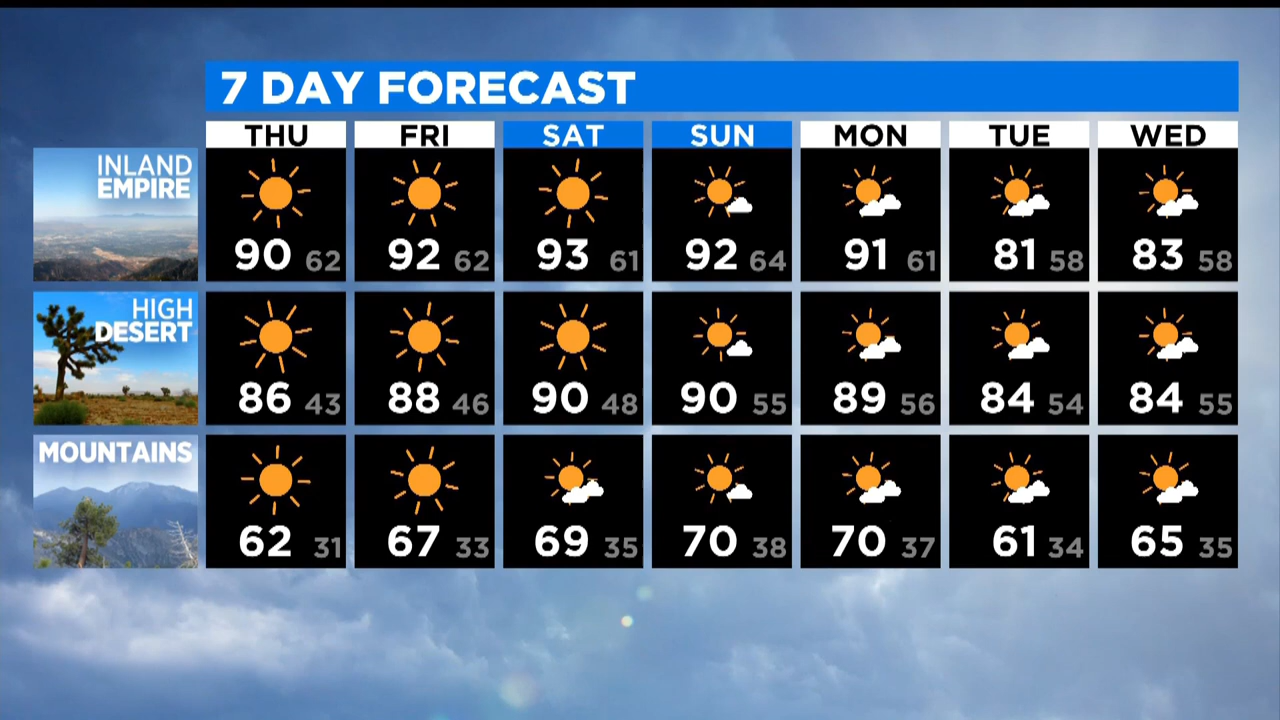 7 DAY FORECAST
THU FRI SAT SUN MON TUE WED
INLAND
EMPIRE
90 62 92 62 93 61 92 64 91 61 81 58 83 58
HIGH
DESERT
86 43 88 46 90 48 90 55 89 56 84 54 84 55
MOUNTAINS
62 31 67 33 69 35 70 38 70 37 61 34 65 35